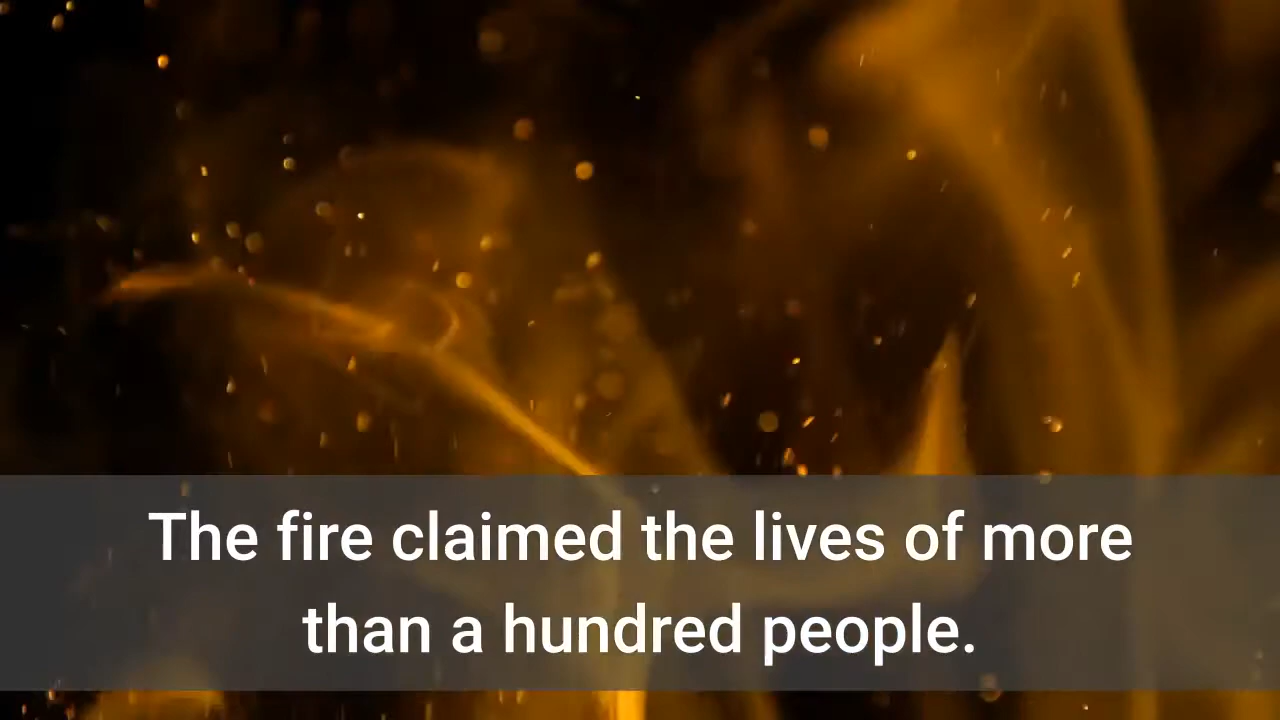 The fire claimed the lives of more
than a hundred people.